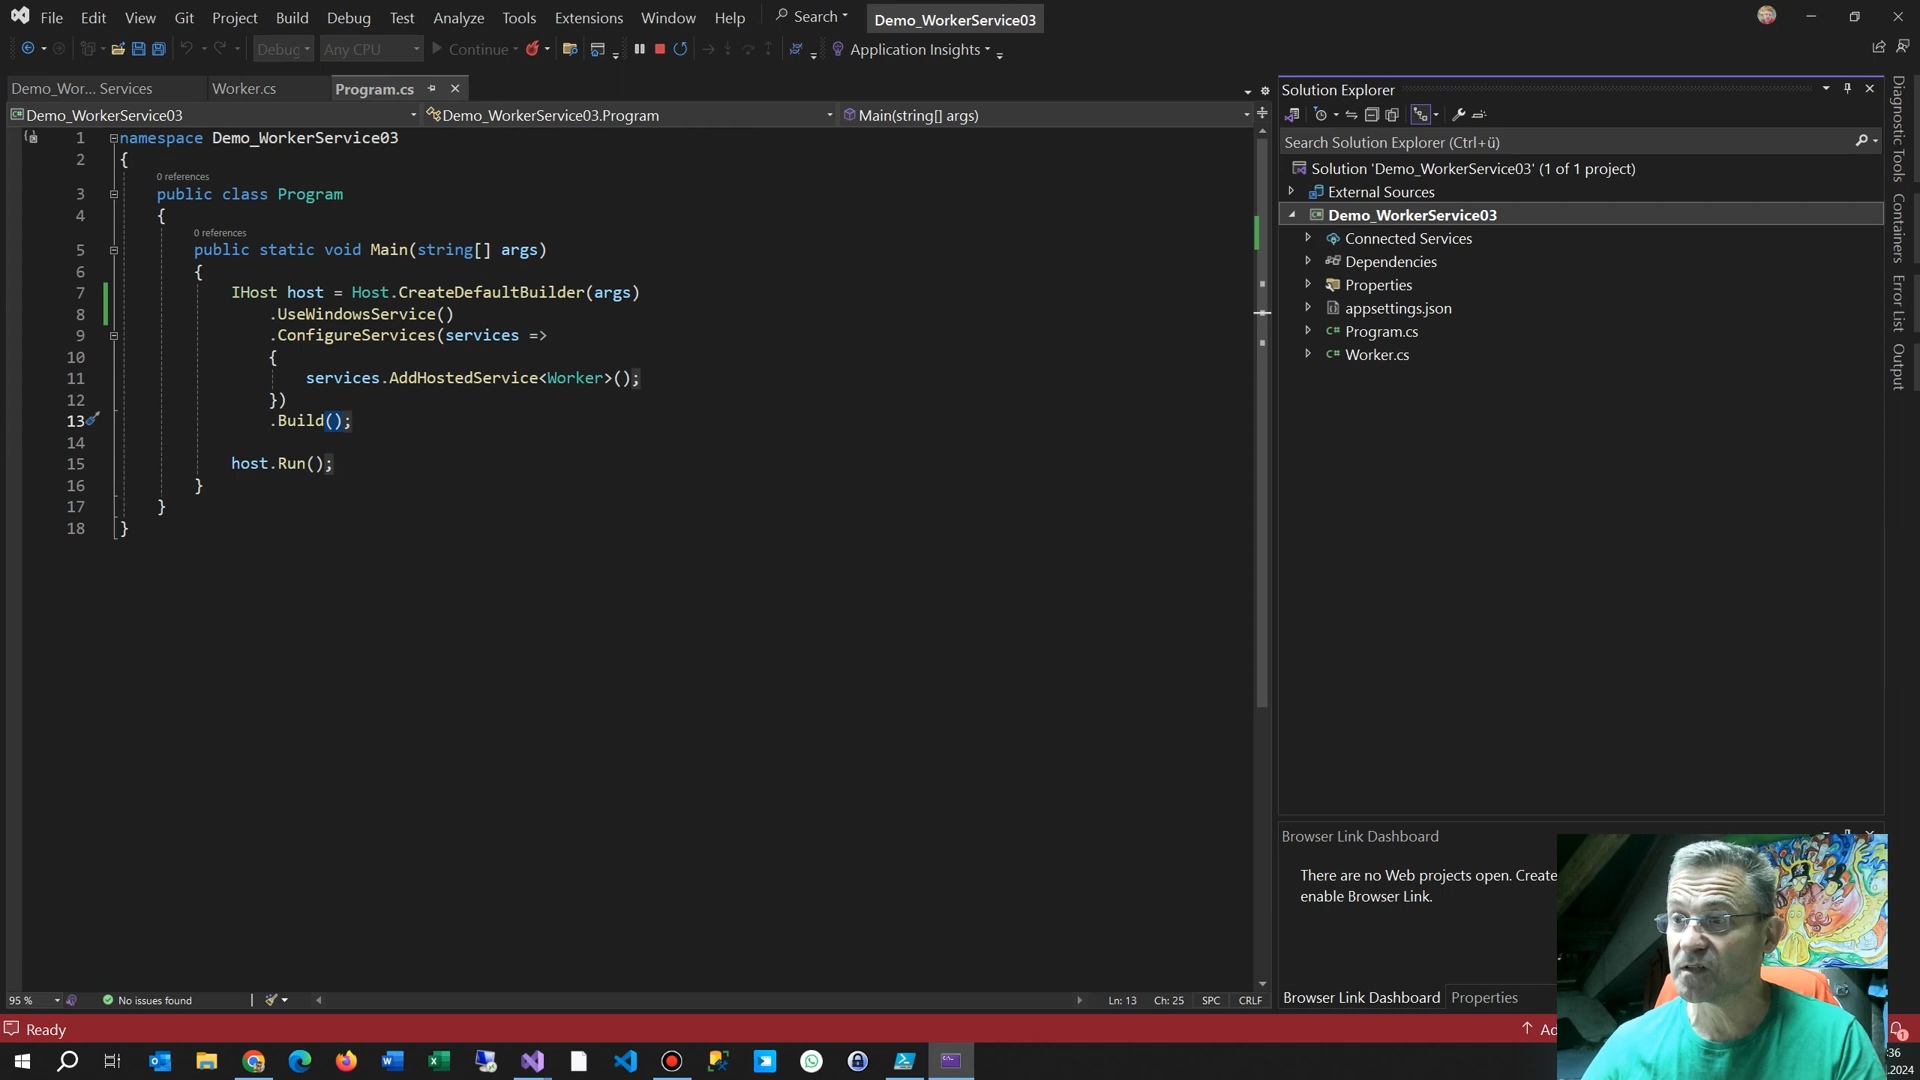 File Edit View Git Project Build Debug Test Analyze Tools Extensions Window Help Search Demo_WorkerService03
Debug Any CPU Continue Application Insights
Demo_Wor... Services Worker.cs Program.cs
Demo_WorkerService03 Demo_WorkerService03.Program Main(string[] args)
1 namespace Demo_WorkerService03
2 {
0 references
3 public class Program
4 {
0 references
5 public static void Main(string[] args)
6 {
7 IHost host = Host.CreateDefaultBuilder(args)
8 .UseWindowsService()
9 .ConfigureServices(services =>
10 {
11 services.AddHostedService<Worker>();
12 })
13 .Build();
14
15 host.Run();
16 }
17 }
18 }
95 % No issues found Ln: 13 Ch: 25 SPC CRLF
Solution Explorer
Search Solution Explorer (Ctrl+ü)
Solution 'Demo_WorkerService03' (1 of 1 project)
External Sources
Demo_WorkerService03
Connected Services
Dependencies
Properties
appsettings.json
Program.cs
Worker.cs
Browser Link Dashboard
There are no Web projects open. Create
enable Browser Link.
Browser Link Dashboard Properties
Diagnostic Tools
Containers
Error List
Output
Ready